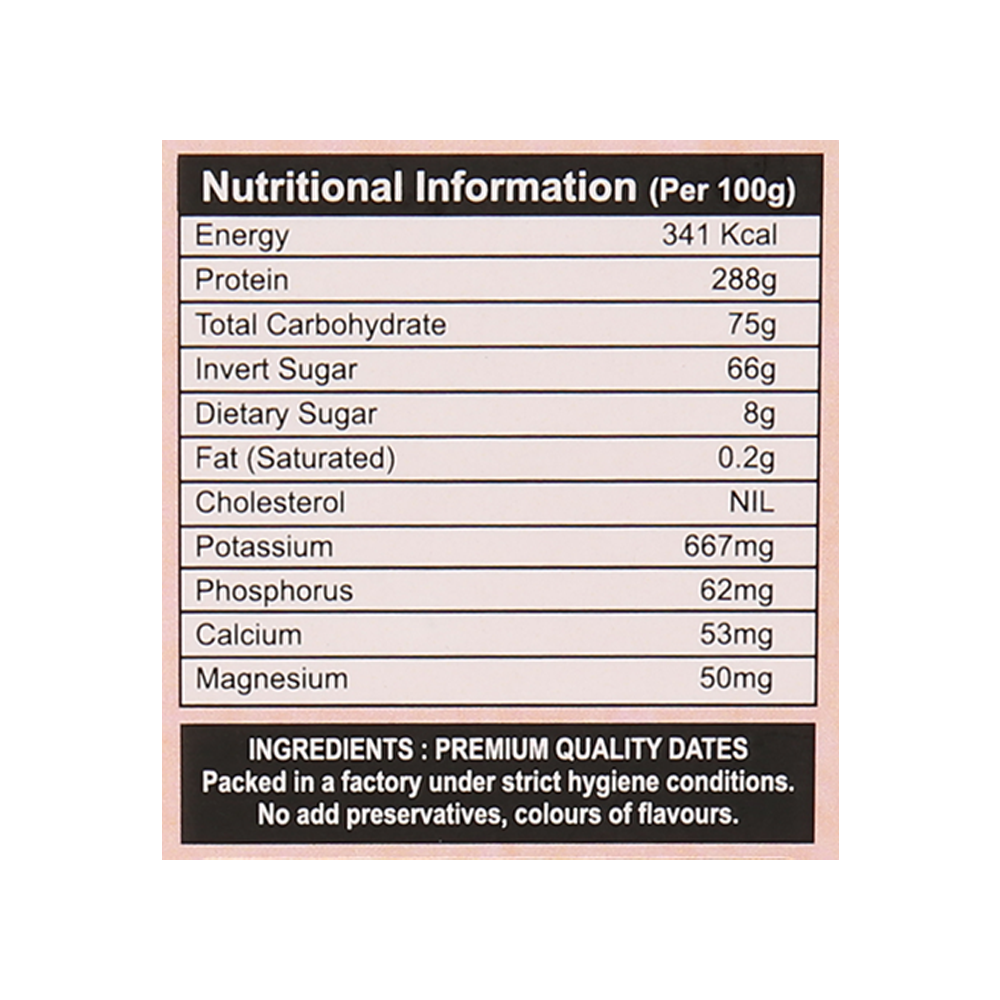 Nutritional Information (Per 100g)
Energy 341 Kcal
Protein 288g
Total Carbohydrate 75g
Invert Sugar 66g
Dietary Sugar 8g
Fat (Saturated) 0.2g
Cholesterol NIL
Potassium 667mg
Phosphorus 62mg
Calcium 53mg
Magnesium 50mg
INGREDIENTS : PREMIUM QUALITY DATES
Packed in a factory under strict hygiene conditions.
No add preservatives, colours of flavours.